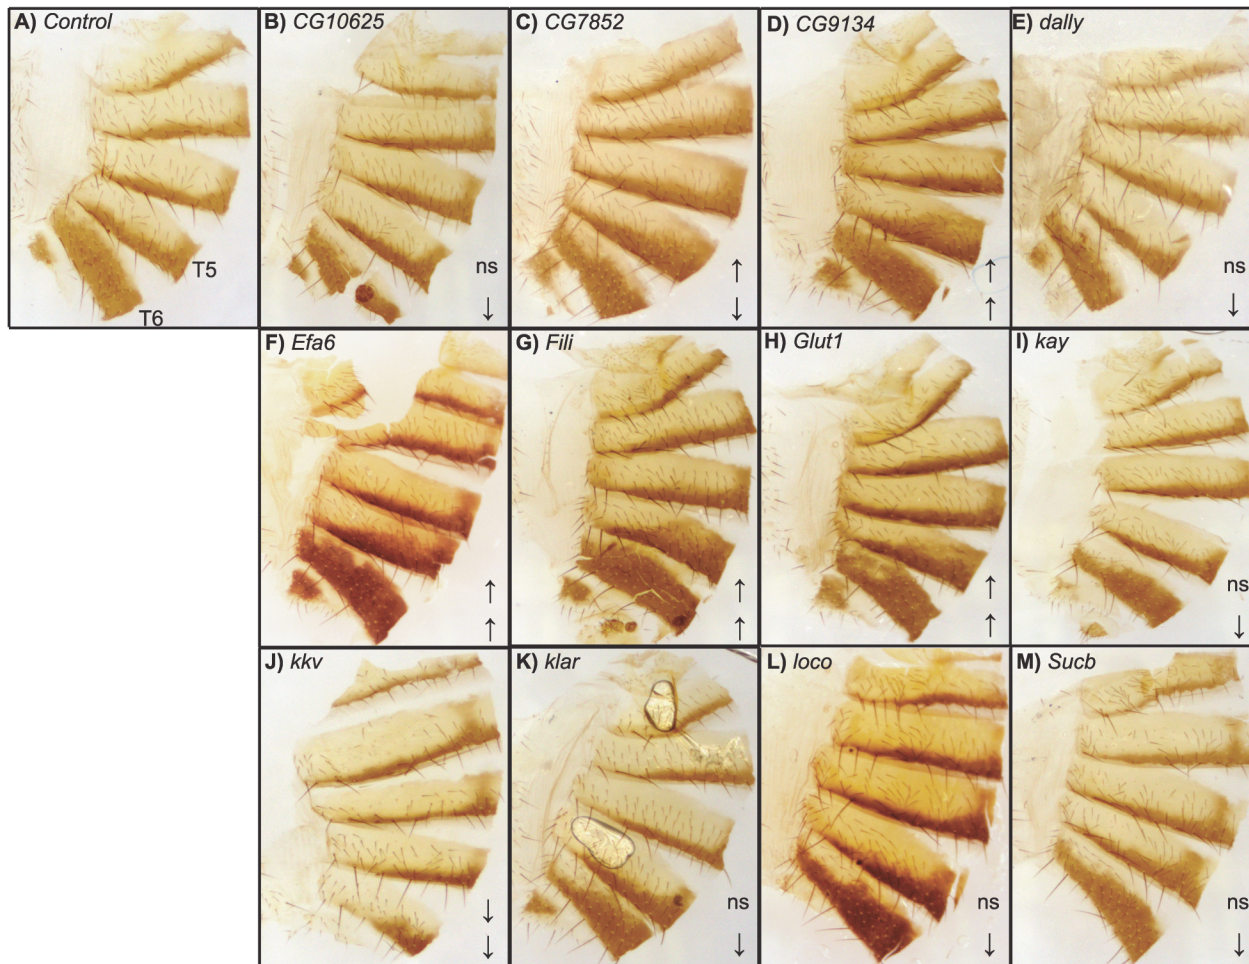 A) Control
T5
T6
B) CG10625
ns
↓
C) CG7852
↑
↓
D) CG9134
↑
↑
E) dally
ns
↓
F) Efa6
↑
↑
G) Fili
↑
↑
H) Glut1
↑
↑
I) kay
ns
↓
J) kkv
↓
↓
K) klar
ns
↓
L) loco
ns
↓
M) Sucb
ns
↓